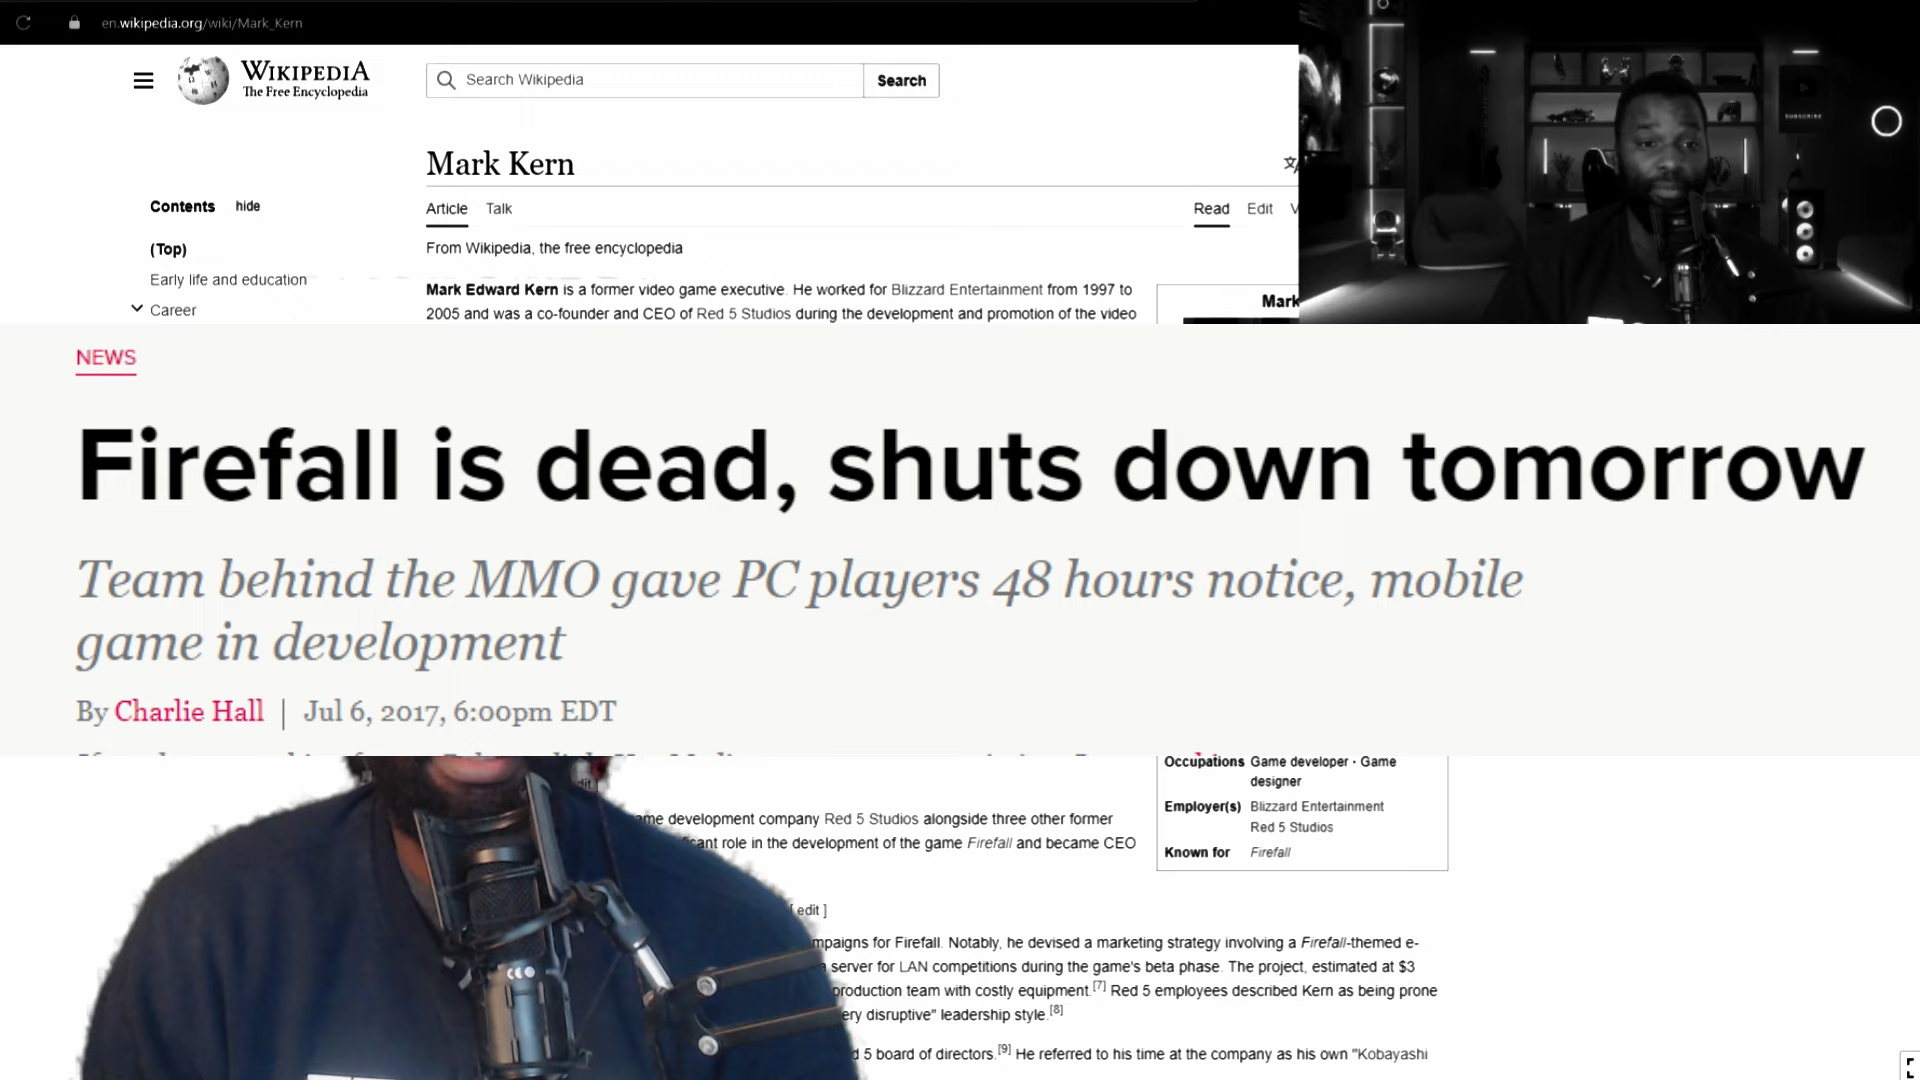 en.wikipedia.org/wiki/Mark_Kern
WIKIPEDIA
The Free Encyclopedia
Search Wikipedia
Search
Mark Kern
Contents hide
Article Talk
Read Edit
(Top)
From Wikipedia, the free encyclopedia
Early life and education
Career
Mark Edward Kern is a former video game executive. He worked for Blizzard Entertainment from 1997 to
2005 and was a co-founder and CEO of Red 5 Studios during the development and promotion of the video
Mark
SUBSCRIBE
NEWS
Firefall is dead, shuts down tomorrow
Team behind the MMO gave PC players 48 hours notice, mobile
game in development
By Charlie Hall | Jul 6, 2017, 6:00pm EDT
Occupations Game developer · Game
designer
Employer(s) Blizzard Entertainment
Red 5 Studios
Known for Firefall
game development company Red 5 Studios alongside three other former
role in the development of the game Firefall and became CEO
[ edit ]
for Firefall. Notably, he devised a marketing strategy involving a Firefall-themed e-
server for LAN competitions during the game's beta phase. The project, estimated at $3
production team with costly equipment.[7] Red 5 employees described Kern as being prone
disruptive" leadership style.[8]
5 board of directors.[9] He referred to his time at the company as his own "Kobayashi